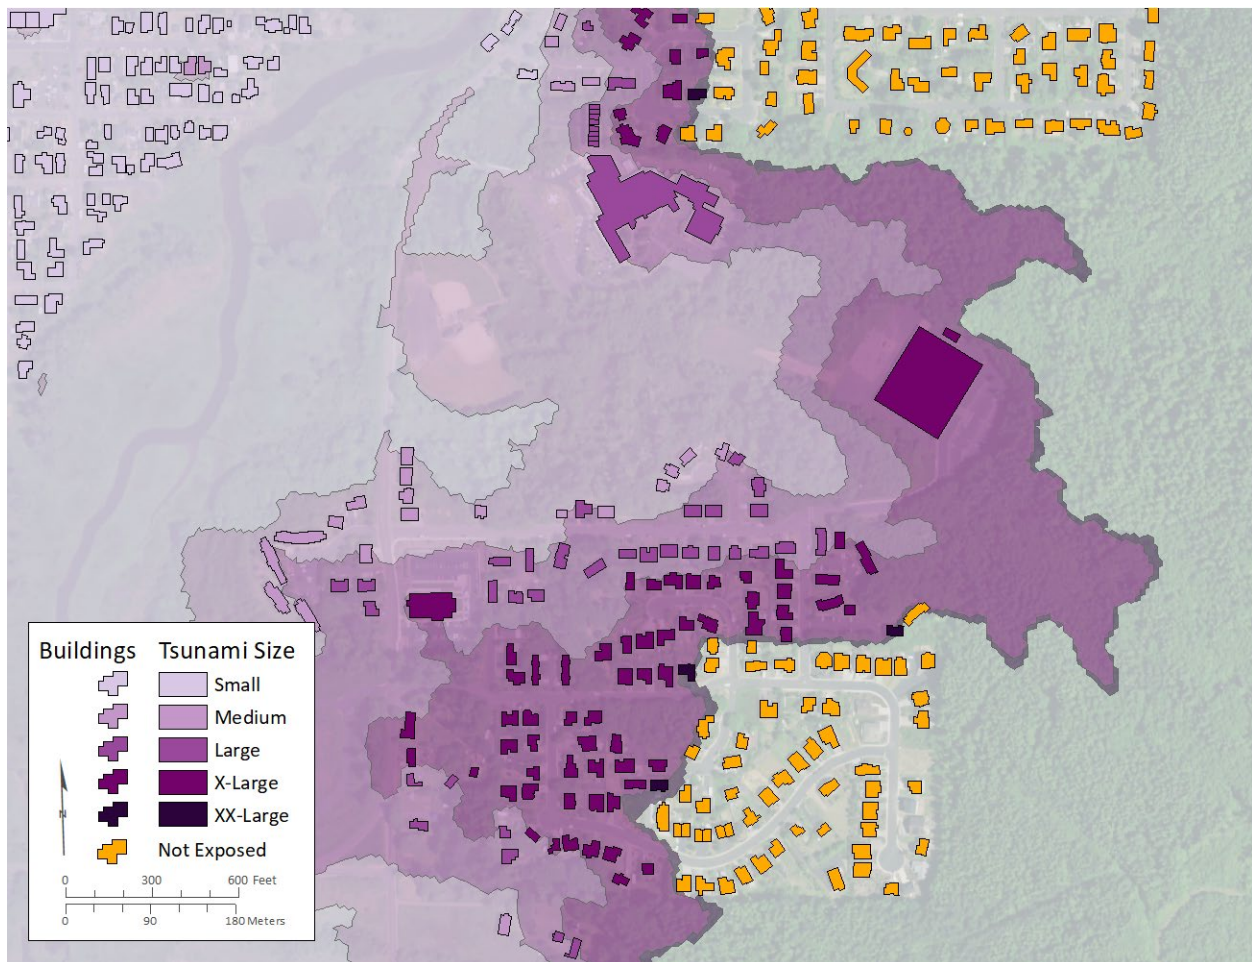 Buildings Tsunami Size
Small
Medium
Large
X-Large
XX-Large
Not Exposed
N
0 300 600 Feet
0 90 180 Meters